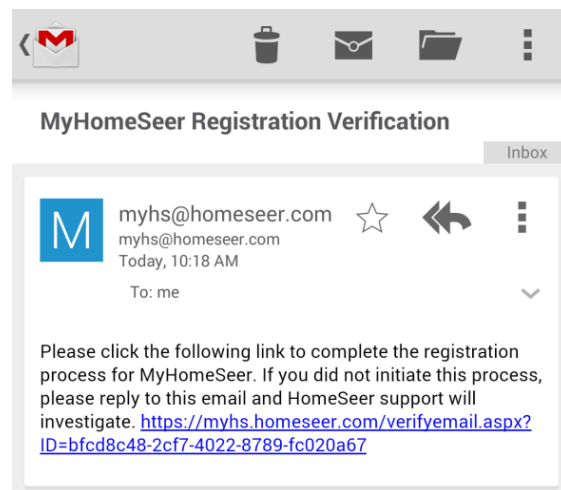 MyHomeSeer Registration Verification
Inbox
M
myhs@homeseer.com
myhs@homeseer.com
Today, 10:18 AM
To: me
Please click the following link to complete the registration
process for MyHomeSeer. If you did not initiate this process,
please reply to this email and HomeSeer support will
investigate. https://myhs.homeseer.com/verifyemail.aspx?
ID=bfcd8c48-2cf7-4022-8789-fc020a67